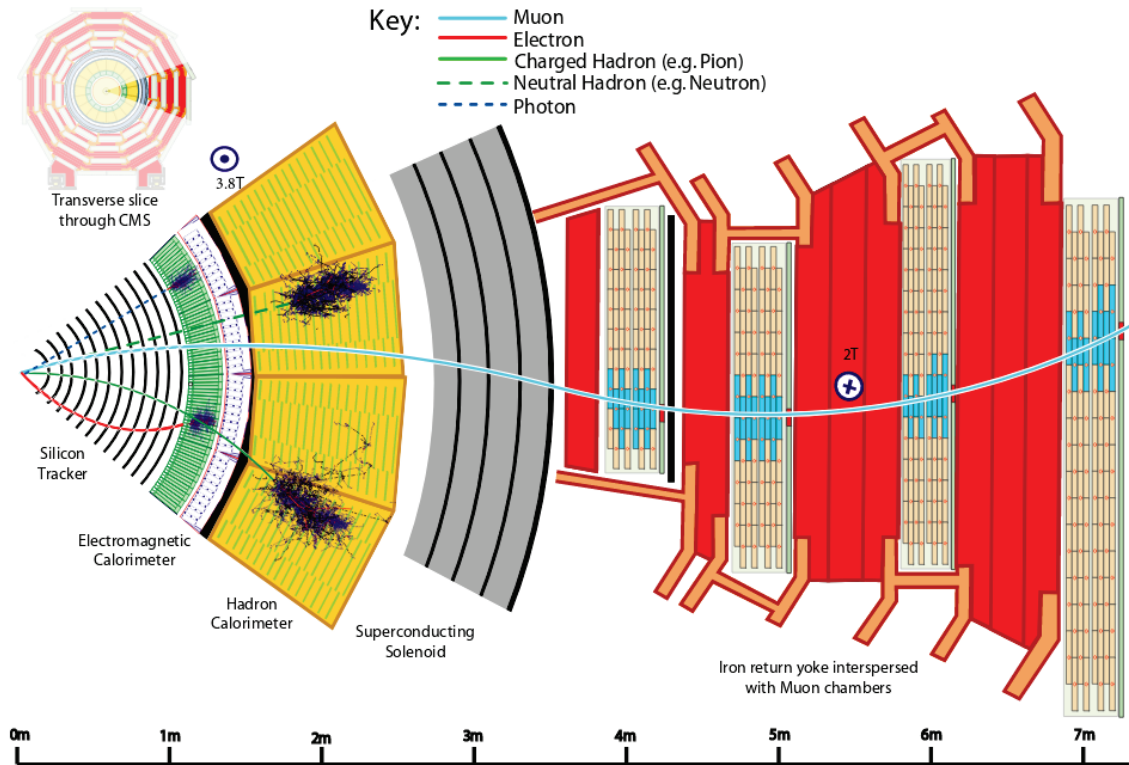 Key:
Muon
Electron
Charged Hadron (e.g. Pion)
Neutral Hadron (e.g. Neutron)
Photon
Transverse slice
through CMS
3.8T
2T
Silicon
Tracker
Electromagnetic
Calorimeter
Hadron
Calorimeter
Superconducting
Solenoid
Iron return yoke interspersed
with Muon chambers
0m 1m 2m 3m 4m 5m 6m 7m